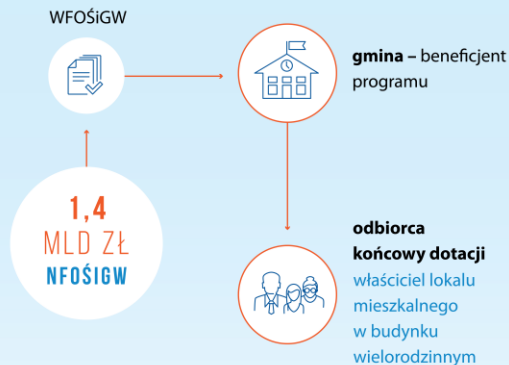 WFOŚiGW
gmina – beneficjent
programu
1,4
MLD ZŁ
NFOŚIGW
odbiorca
końcowy dotacji
właściciel lokalu
mieszkalnego
w budynku
wielorodzinnym